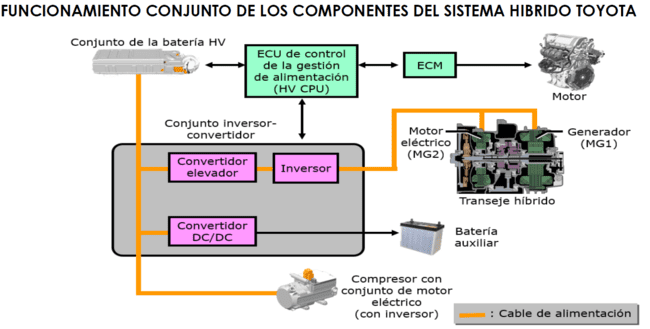 FUNCIONAMIENTO CONJUNTO DE LOS COMPONENTES DEL SISTEMA HIBRIDO TOYOTA
Conjunto de la batería HV
ECU de control
de la gestión
de alimentación
(HV CPU)
ECM
Motor
Conjunto inversor-
convertidor
Motor
eléctrico
(MG2)
Generador
(MG1)
Convertidor
elevador
Inversor
Transeje híbrido
Convertidor
DC/DC
Batería
auxiliar
Compresor con
conjunto de motor
eléctrico
(con inversor)
: Cable de alimentación